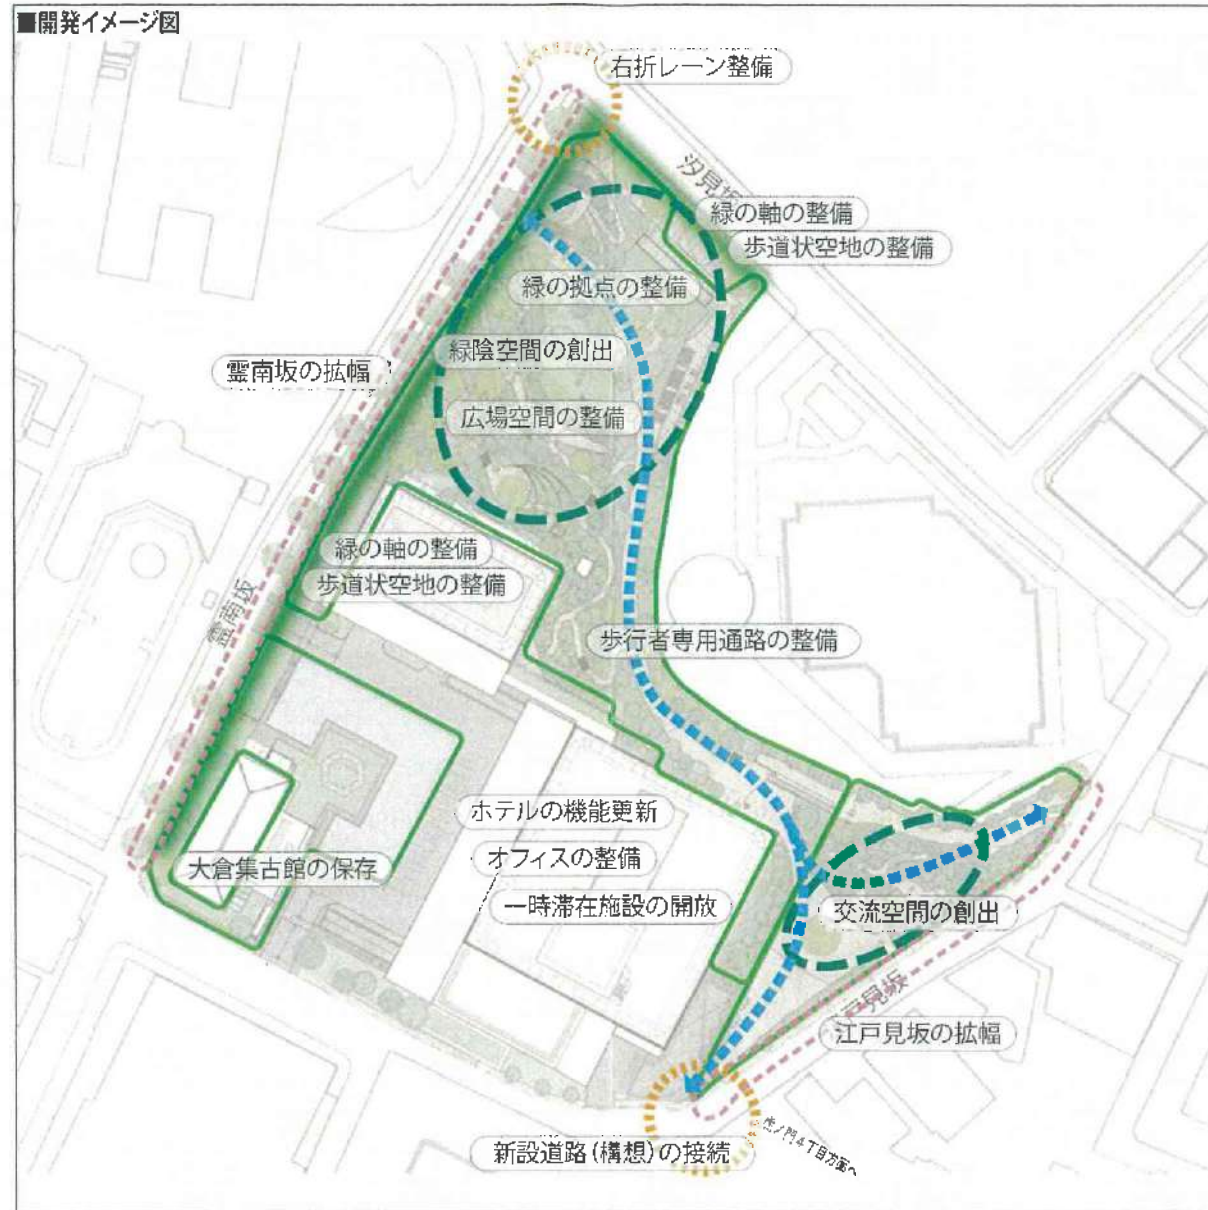 ■開発イメージ図
右折レーン整備
汐見坂
緑の軸の整備
歩道状空地の整備
緑の拠点の整備
緑陰空間の創出
霊南坂の拡幅
広場空間の整備
緑の軸の整備
歩道状空地の整備
霊南坂
歩行者専用通路の整備
ホテルの機能更新
オフィスの整備
大倉集古館の保存
一時滞在施設の開放
交流空間の創出
戸見坂
江戸見坂の拡幅
新設道路(構想)の接続
虎ノ門4丁目方面へ